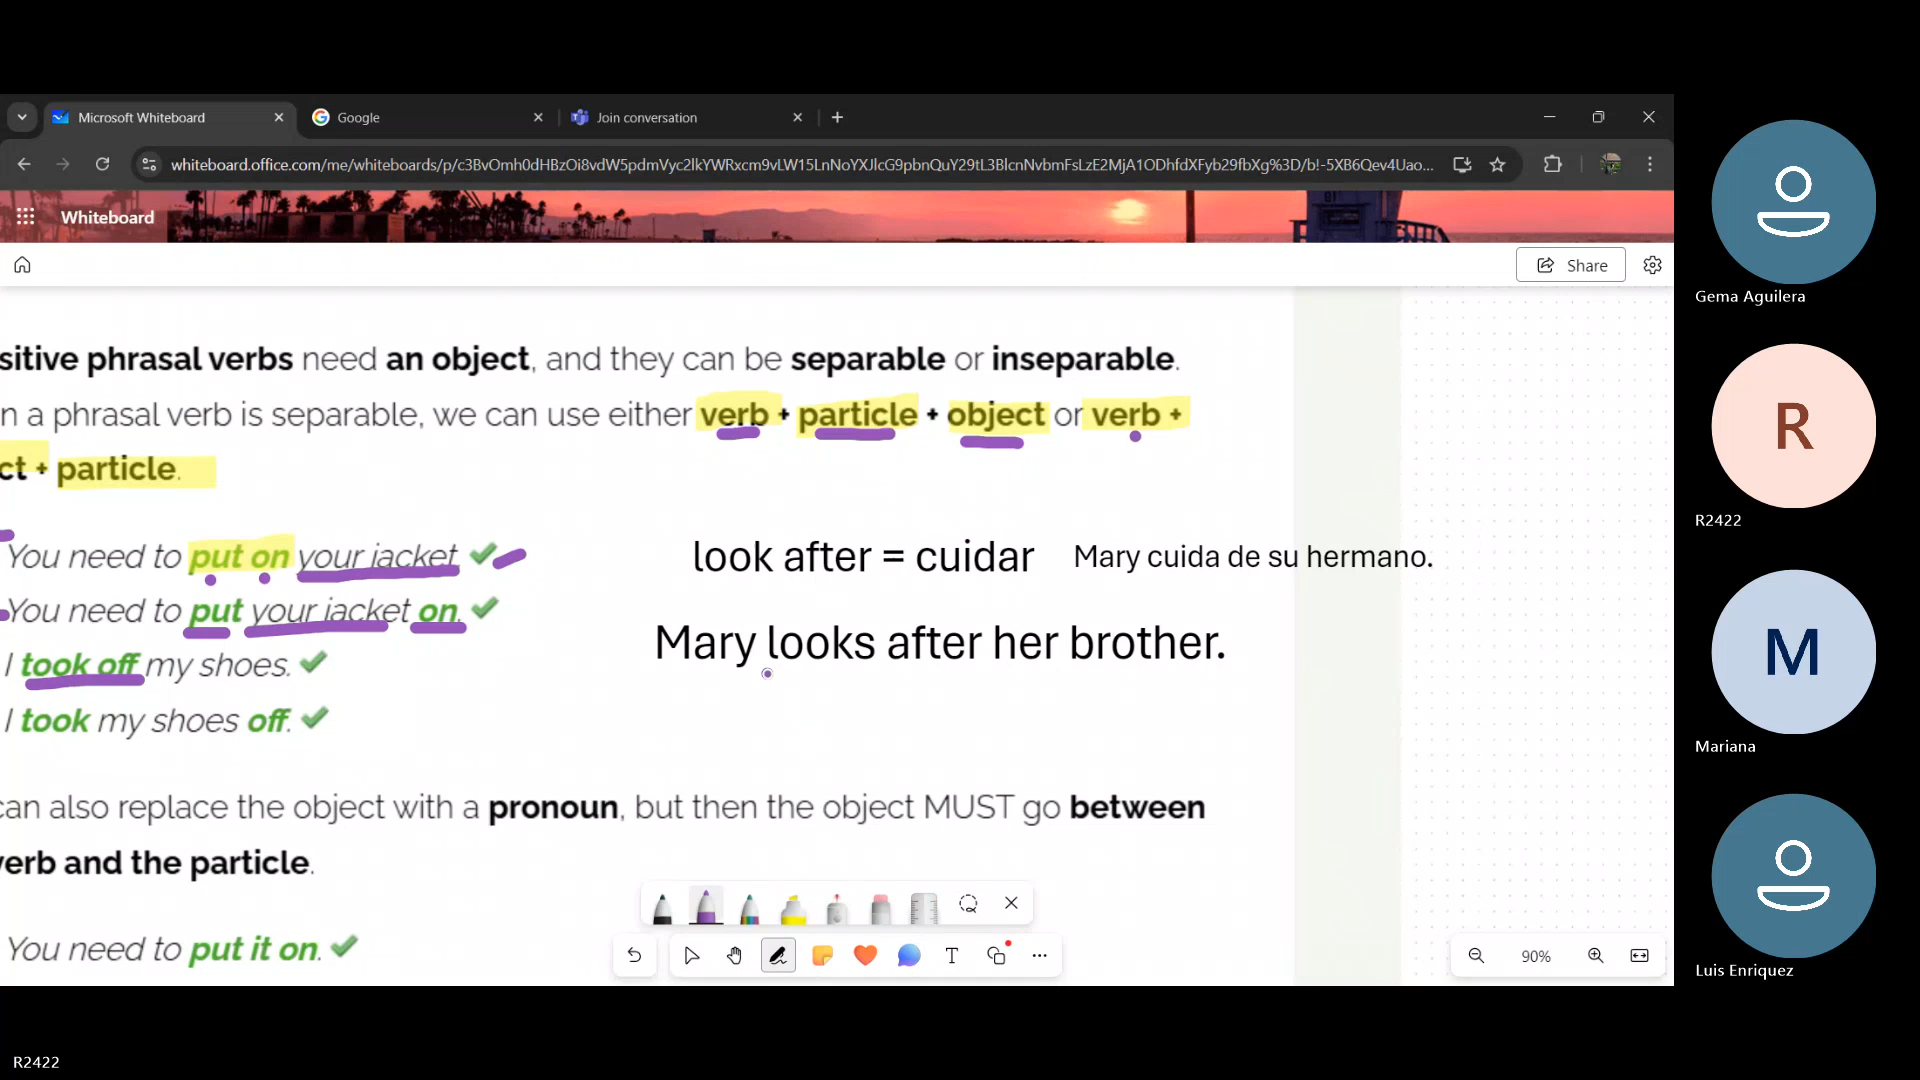 Microsoft Whiteboard
Google
Join conversation
whiteboard.office.com/me/whiteboards/p/c3BvOmh0dHBzOi8vdW5pdmVyc2lkYWRxcm9vLW15LnNoYXJlcG9pbnQuY29tL3BlcnNvbmFsLzE2MjA1ODhfdXFyb29fbXg%3D/b!-5XB6Qev4Uao...
Whiteboard
Share
sitive phrasal verbs need an object, and they can be separable or inseparable.
n a phrasal verb is separable, we can use either verb + particle + object or verb +
ct + particle.
You need to put on your jacket
look after = cuidar
Mary cuida de su hermano.
You need to put your jacket on.
Mary looks after her brother.
I took off my shoes.
I took my shoes off.
can also replace the object with a pronoun, but then the object MUST go between
verb and the particle.
You need to put it on.
90%
Gema Aguilera
R
R2422
M
Mariana
Luis Enriquez
R2422